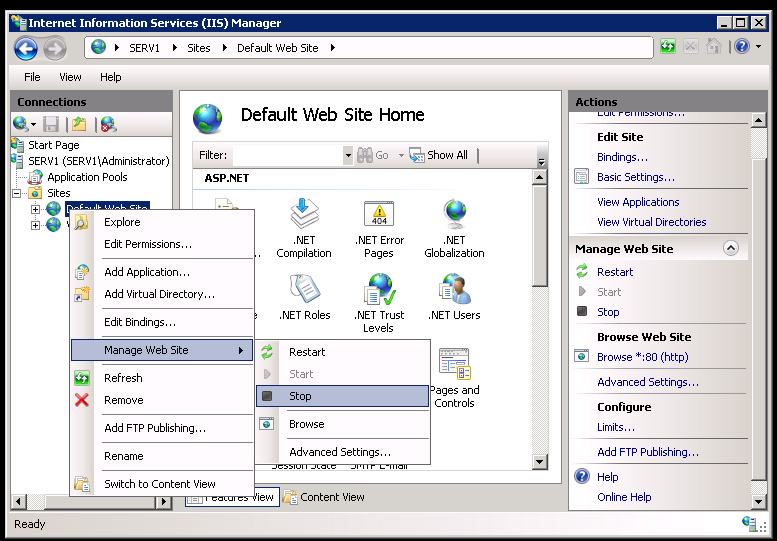 Internet Information Services (IIS) Manager
SERV1 Sites Default Web Site
File View Help
Connections
Start Page
SERV1 (SERV1\Administrator)
Application Pools
Sites
Default Web Site
Explore
Edit Permissions...
Add Application...
Add Virtual Directory...
Edit Bindings...
Manage Web Site
Refresh
Remove
Add FTP Publishing...
Rename
Switch to Content View
Restart
Start
Stop
Browse
Advanced Settings...
Default Web Site Home
Filter: Go Show All
ASP.NET
.NET Compilation
.NET Error Pages
.NET Globalization
.NET Roles
.NET Trust Levels
.NET Users
Pages and Controls
Session State SMTP E-mail
Features View Content View
Actions
Edit Permissions...
Edit Site
Bindings...
Basic Settings...
View Applications
View Virtual Directories
Manage Web Site
Restart
Start
Stop
Browse Web Site
Browse *:80 (http)
Advanced Settings...
Configure
Limits...
Add FTP Publishing...
Help
Online Help
Ready